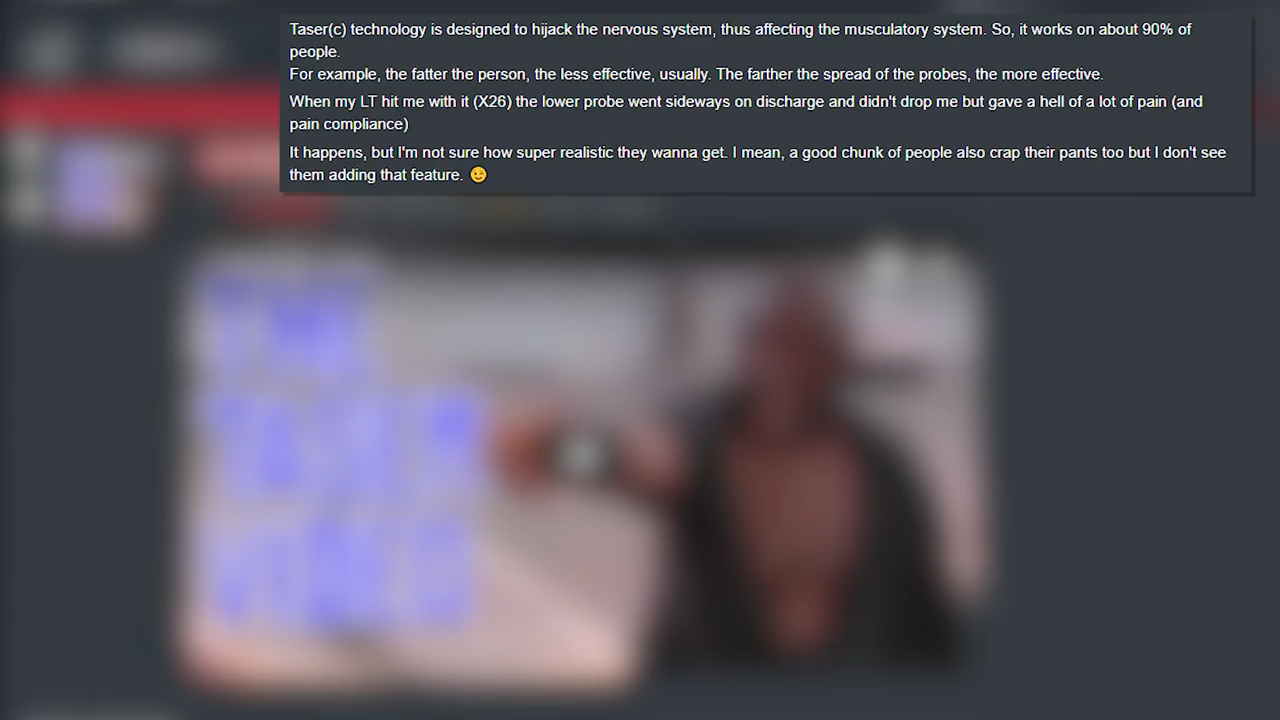 Taser(c) technology is designed to hijack the nervous system, thus affecting the musculatory system. So, it works on about 90% of
people.
For example, the fatter the person, the less effective, usually. The farther the spread of the probes, the more effective.
When my LT hit me with it (X26) the lower probe went sideways on discharge and didn't drop me but gave a hell of a lot of pain (and
pain compliance)
It happens, but I'm not sure how super realistic they wanna get. I mean, a good chunk of people also crap their pants too but I don't see
them adding that feature. 😉